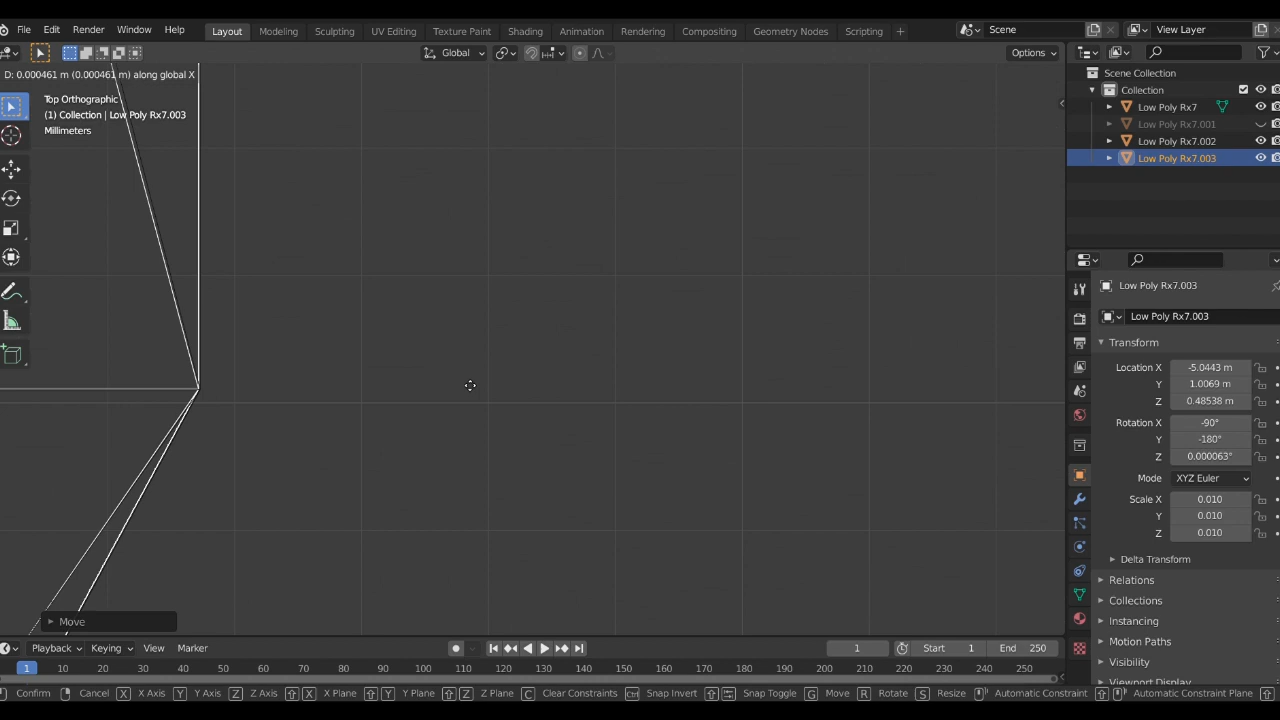 File Edit Render Window Help Layout Modeling Sculpting UV Editing Texture Paint Shading Animation Rendering Compositing Geometry Nodes Scripting + Scene View Layer
Global Options
D: 0.000461 m (0.000461 m) along global X
Top Orthographic
(1) Collection | Low Poly Rx7.003
Millimeters
Move
Scene Collection
Collection
Low Poly Rx7
Low Poly Rx7.001
Low Poly Rx7.002
Low Poly Rx7.003
Low Poly Rx7.003
Low Poly Rx7.003
Transform
Location X -5.0443 m
Y 1.0069 m
Z 0.48538 m
Rotation X -90°
Y -180°
Z 0.000063°
Mode XYZ Euler
Scale X 0.010
Y 0.010
Z 0.010
Delta Transform
Relations
Collections
Instancing
Motion Paths
Visibility
Viewport Display
Playback Keying View Marker 1 Start 1 End 250
1 10 20 30 40 50 60 70 80 90 100 110 120 130 140 150 160 170 180 190 200 210 220 230 240 250
Confirm Cancel X X Axis Y Y Axis Z Z Axis X X Plane Y Y Plane Z Z Plane C Clear Constraints Ctrl Snap Invert Snap Toggle G Move R Rotate S Resize Automatic Constraint Automatic Constraint Plane